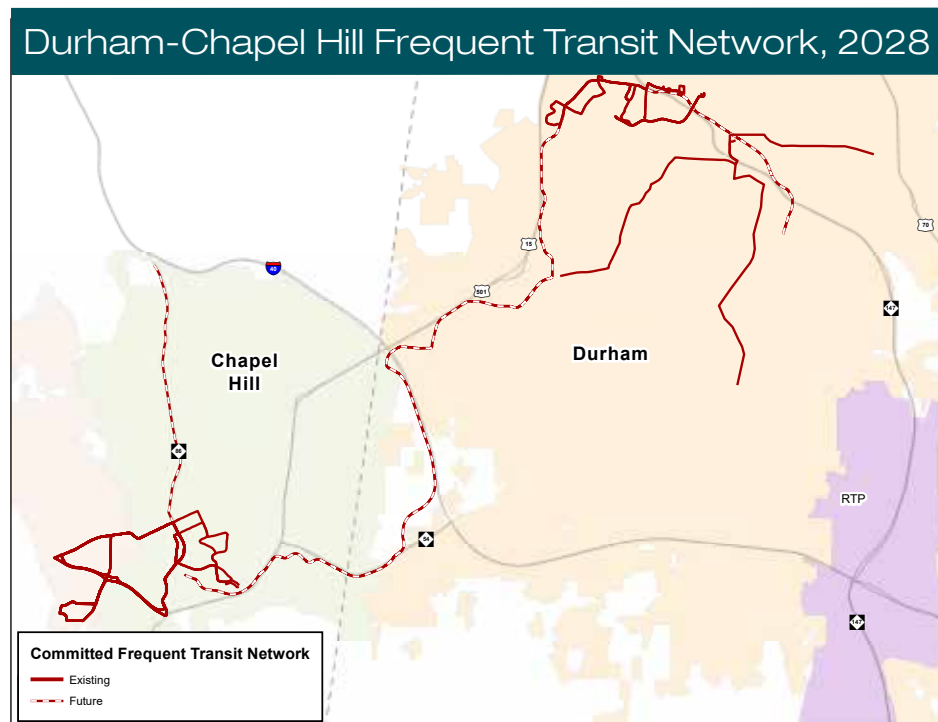 Durham-Chapel Hill Frequent Transit Network, 2028
70
15
40
501
147
Chapel
Hill
Durham
86
RTP
54
147
Committed Frequent Transit Network
Existing
Future